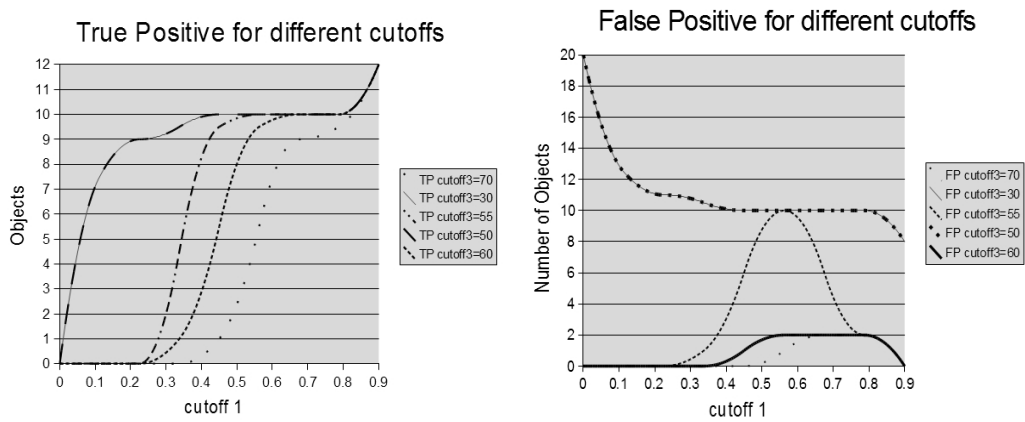 True Positive for different cutoffs
12
11
10
9
8
7
6
5
4
3
2
1
0
Objects
0 0.1 0.2 0.3 0.4 0.5 0.6 0.7 0.8 0.9
cutoff 1
TP cutoff3=70
TP cutoff3=30
TP cutoff3=55
TP cutoff3=50
TP cutoff3=60
False Positive for different cutoffs
20
18
16
14
12
10
8
6
4
2
0
Number of Objects
0 0.1 0.2 0.3 0.4 0.5 0.6 0.7 0.8 0.9
cutoff 1
FP cutoff3=70
FP cutoff3=30
FP cutoff3=55
FP cutoff3=50
FP cutoff3=60